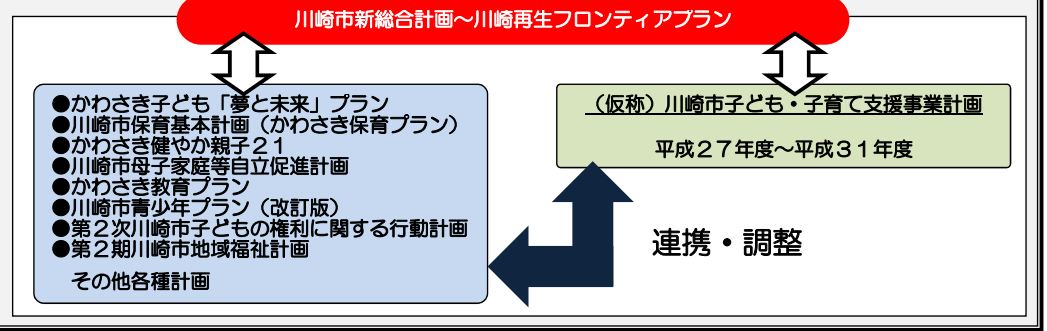 川崎市新総合計画～川崎再生フロンティアプラン
●かわさき子ども「夢と未来」プラン
●川崎市保育基本計画（かわさき保育プラン）
●かわさき健やか親子２１
●川崎市母子家庭等自立促進計画
●かわさき教育プラン
●川崎市青少年プラン（改訂版）
●第２次川崎市子どもの権利に関する行動計画
●第２期川崎市地域福祉計画
その他各種計画
（仮称）川崎市子ども・子育て支援事業計画
平成２７年度～平成３１年度
連携・調整